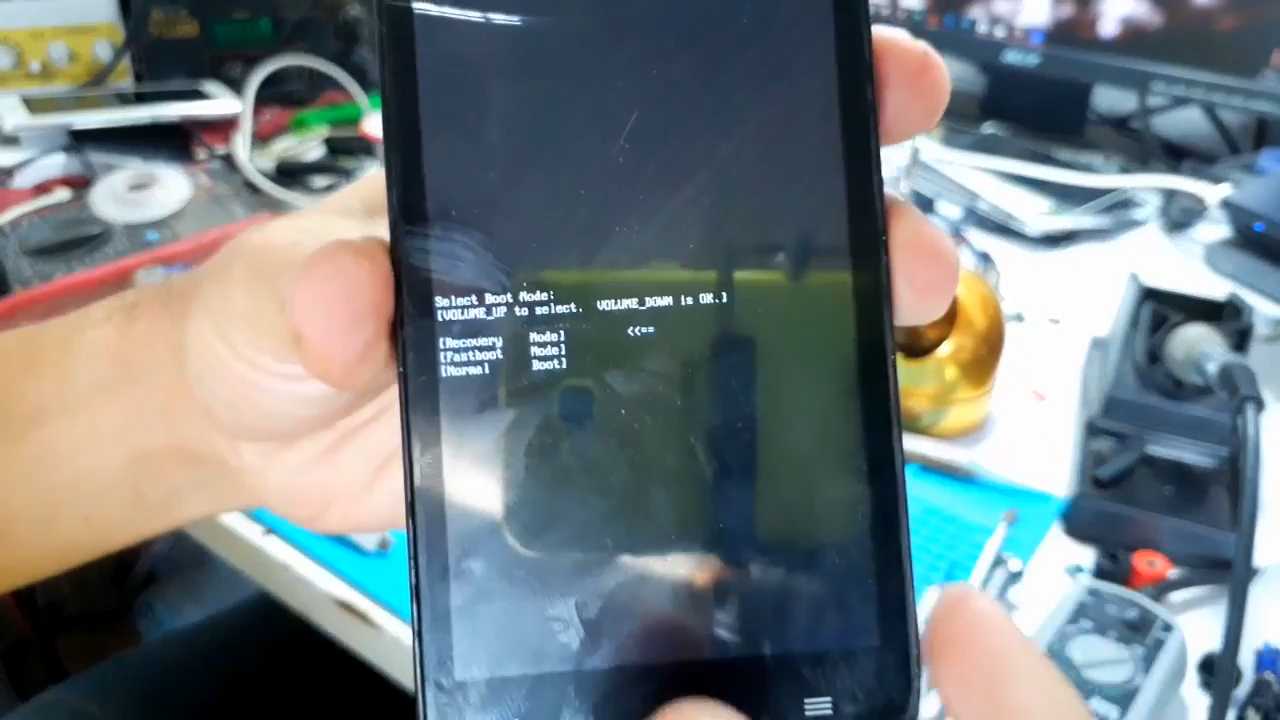 Select Boot Mode:
[VOLUME_UP to select.  VOLUME_DOWN is OK.]
[Recovery    Mode]         <<==
[Fastboot    Mode]
[Normal      Boot]